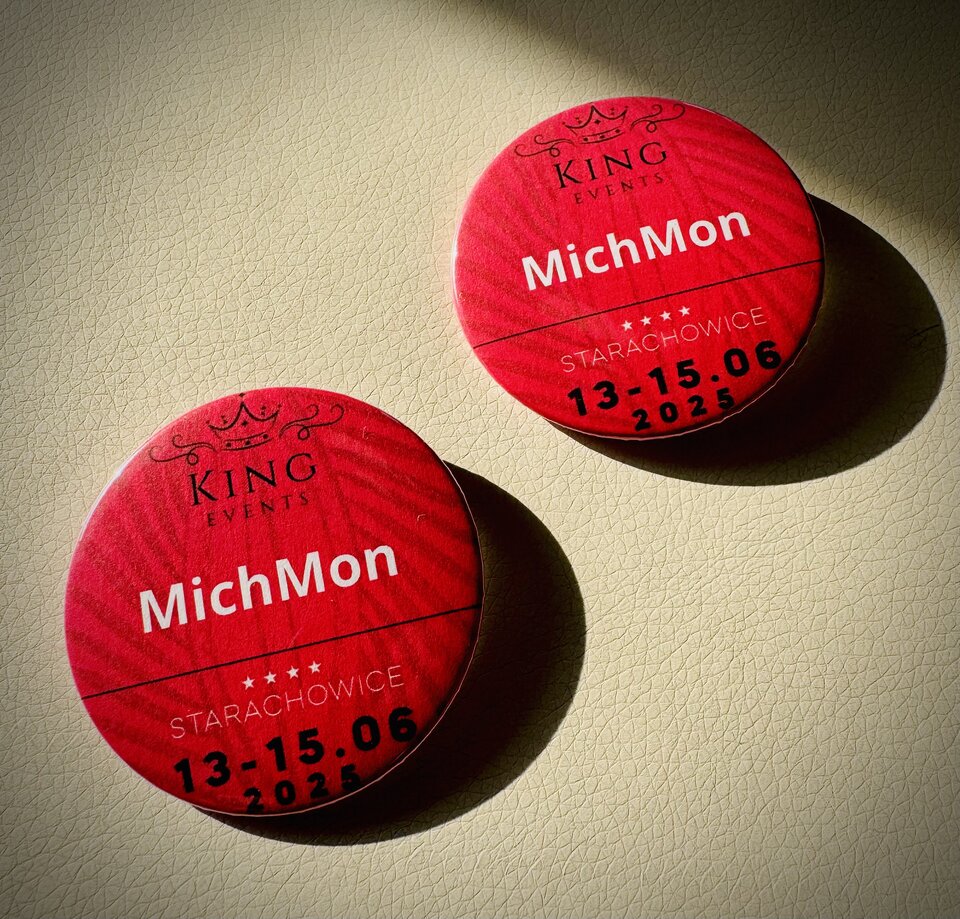 KING
EVENTS
MichMon
★★★★
STARACHOWICE
13-15.06
2025
KING
EVENTS
MichMon
★★★★
STARACHOWICE
13-15.06
2025